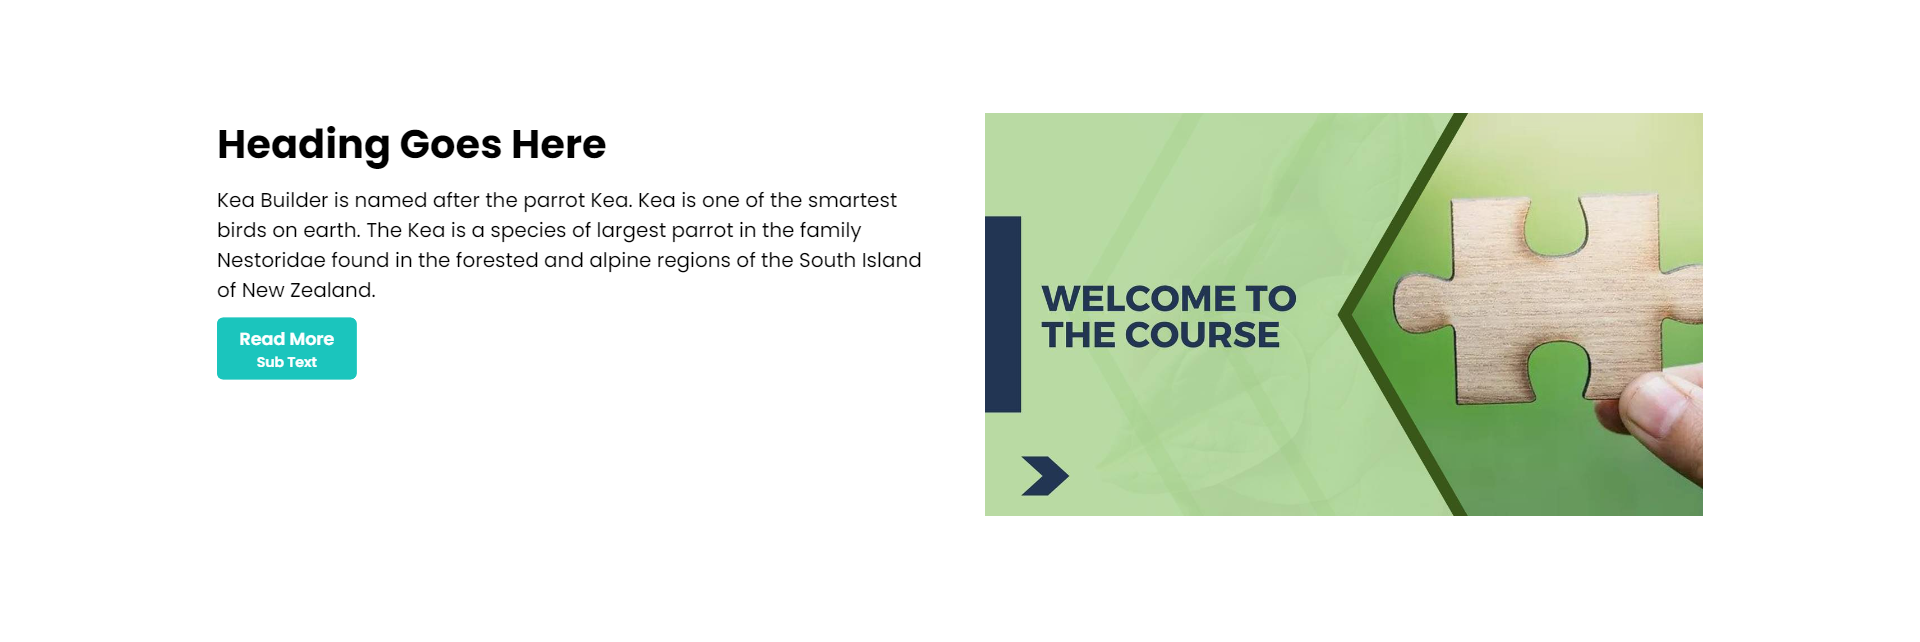 Heading Goes Here
Kea Builder is named after the parrot Kea. Kea is one of the smartest
birds on earth. The Kea is a species of largest parrot in the family
Nestoridae found in the forested and alpine regions of the South Island
of New Zealand.
Read More
Sub Text
WELCOME TO
THE COURSE